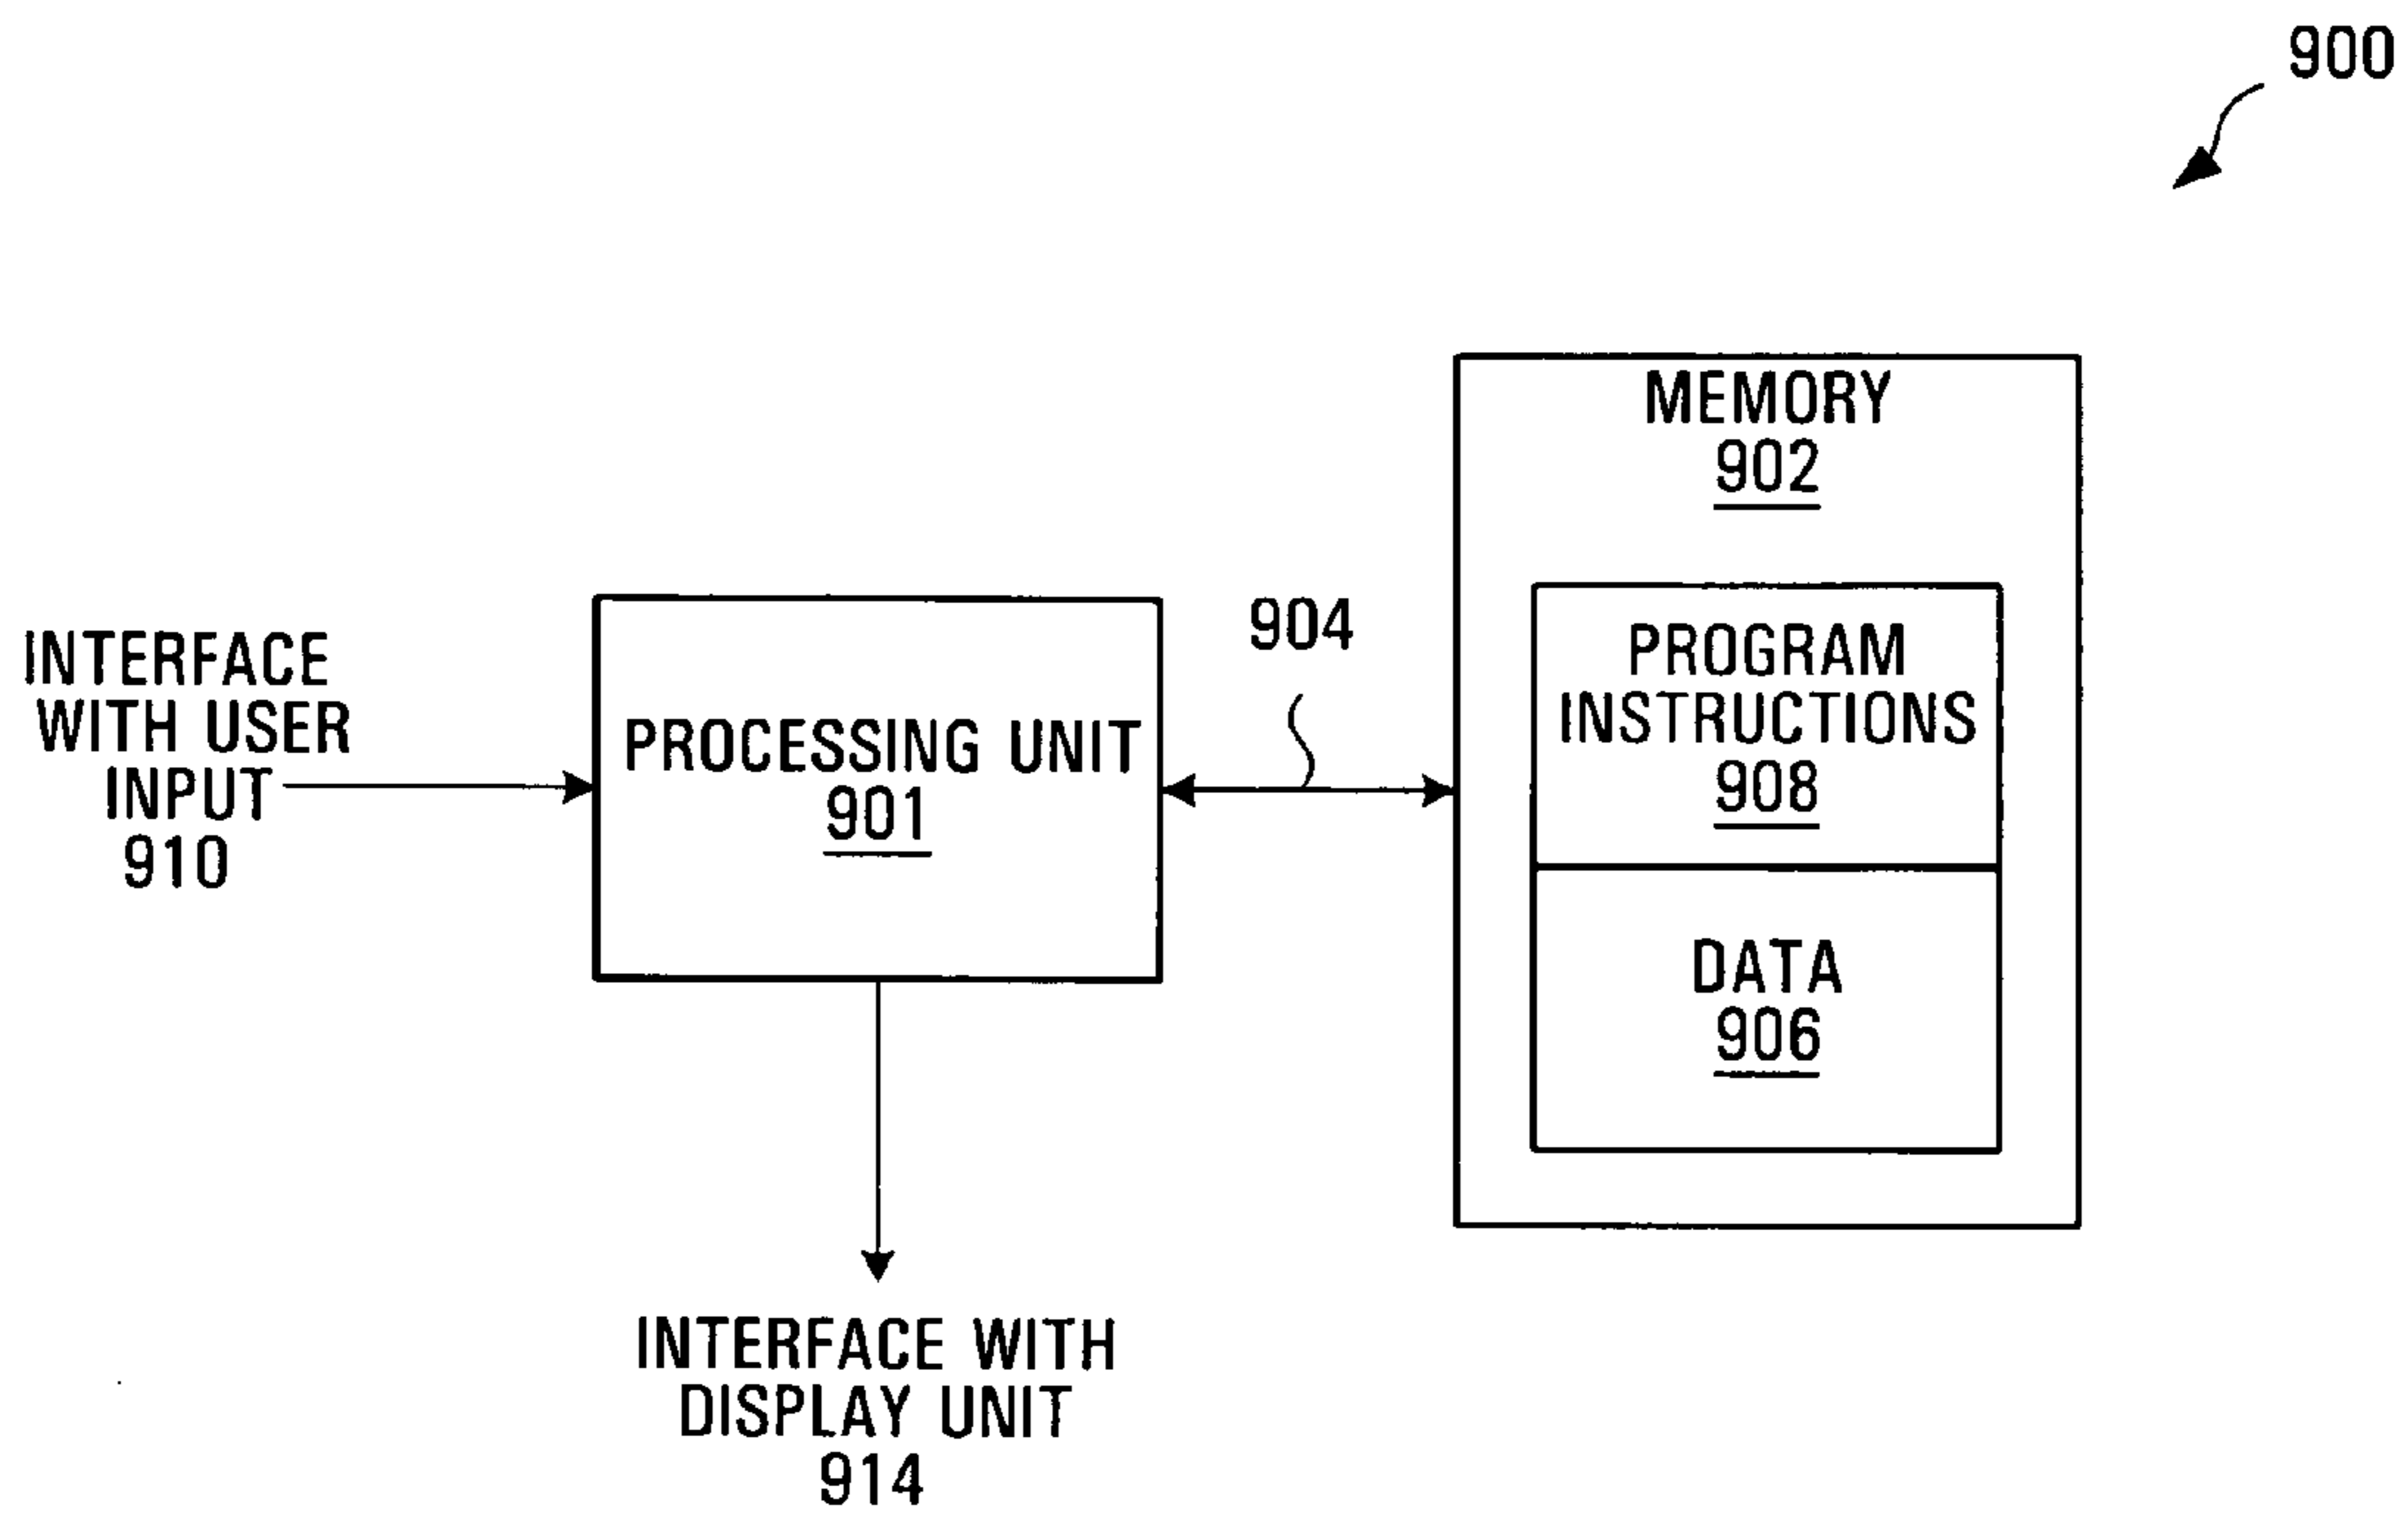 900
MEMORY
902
PROGRAM
INSTRUCTIONS
908
DATA
906
904
PROCESSING UNIT
901
INTERFACE
WITH USER
INPUT
910
INTERFACE WITH
DISPLAY UNIT
914